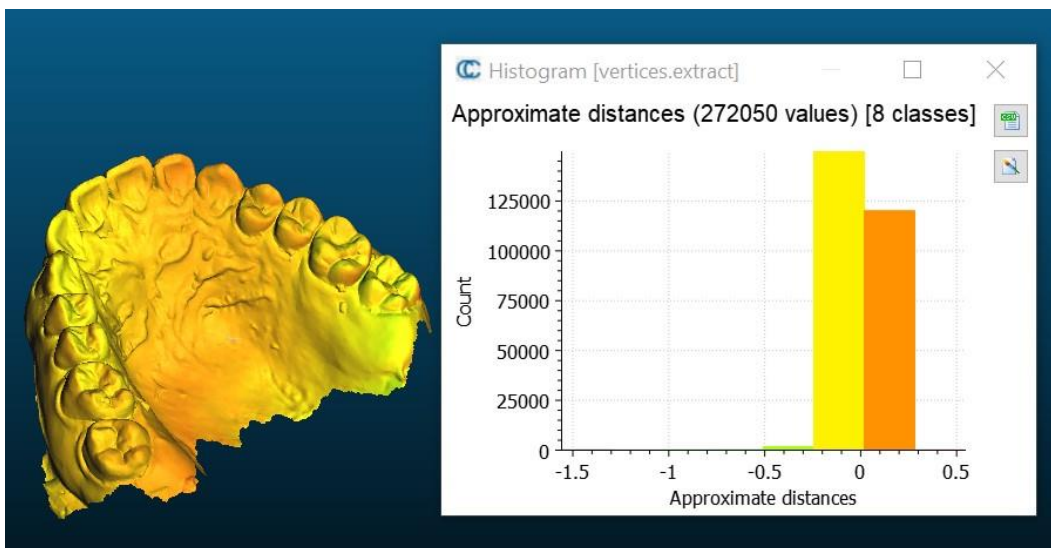 Histogram [vertices.extract]
Approximate distances (272050 values) [8 classes]
125000
100000
75000
50000
25000
0
Count
-1.5 -1 -0.5 0 0.5
Approximate distances